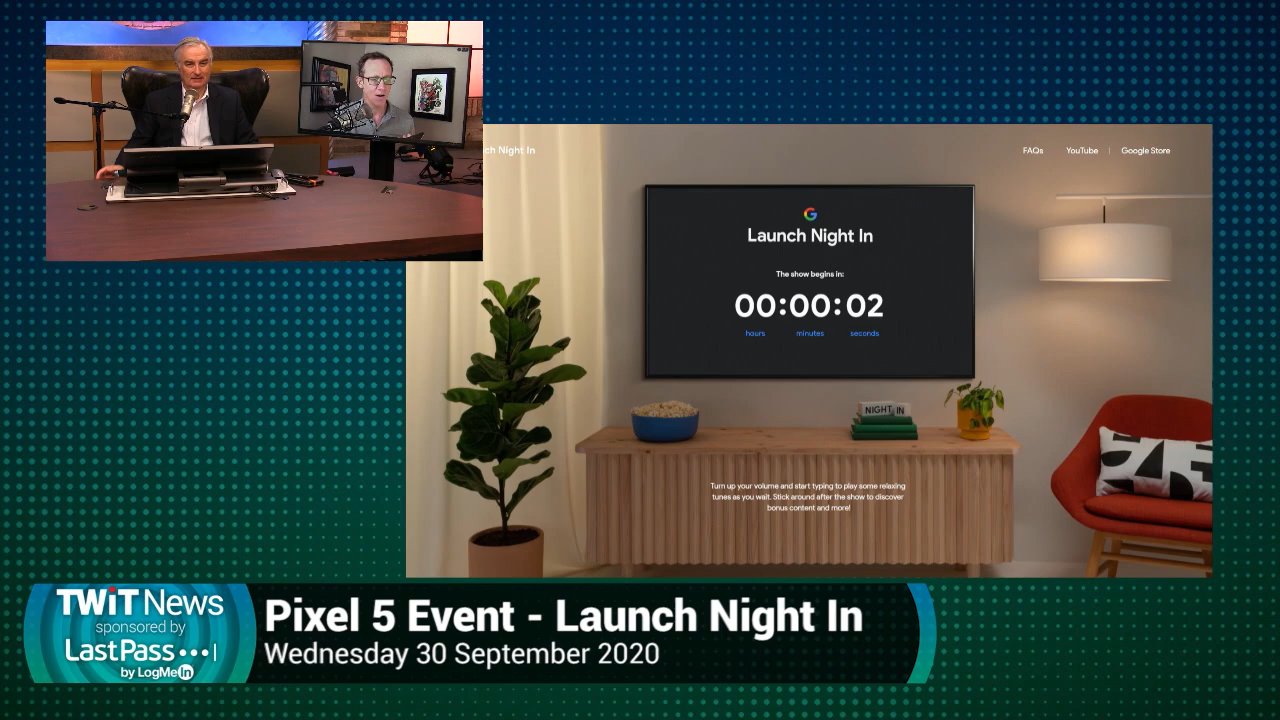 ch Night In
FAQs
YouTube
Google Store
G
Launch Night In
The show begins in:
00:00:02
hours minutes seconds
NIGHT IN
Turn up your volume and start typing to play some relaxing
tunes as you wait. Stick around after the show to discover
bonus content and more!
TWiT News
sponsored by
LastPass•••|
by LogMeIn
Pixel 5 Event - Launch Night In
Wednesday 30 September 2020